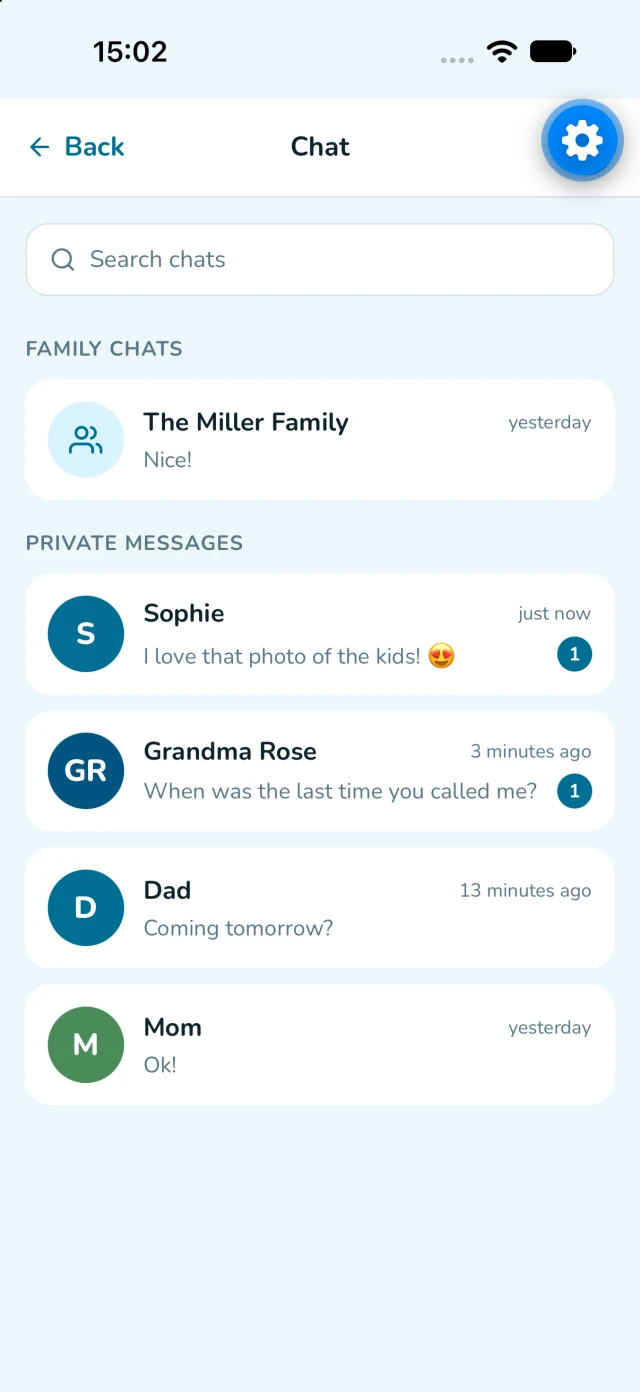 15:02
Back
Chat
Search chats
FAMILY CHATS
The Miller Family
yesterday
Nice!
PRIVATE MESSAGES
S
Sophie
just now
I love that photo of the kids! 😍
1
GR
Grandma Rose
3 minutes ago
When was the last time you called me?
1
D
Dad
13 minutes ago
Coming tomorrow?
M
Mom
yesterday
Ok!